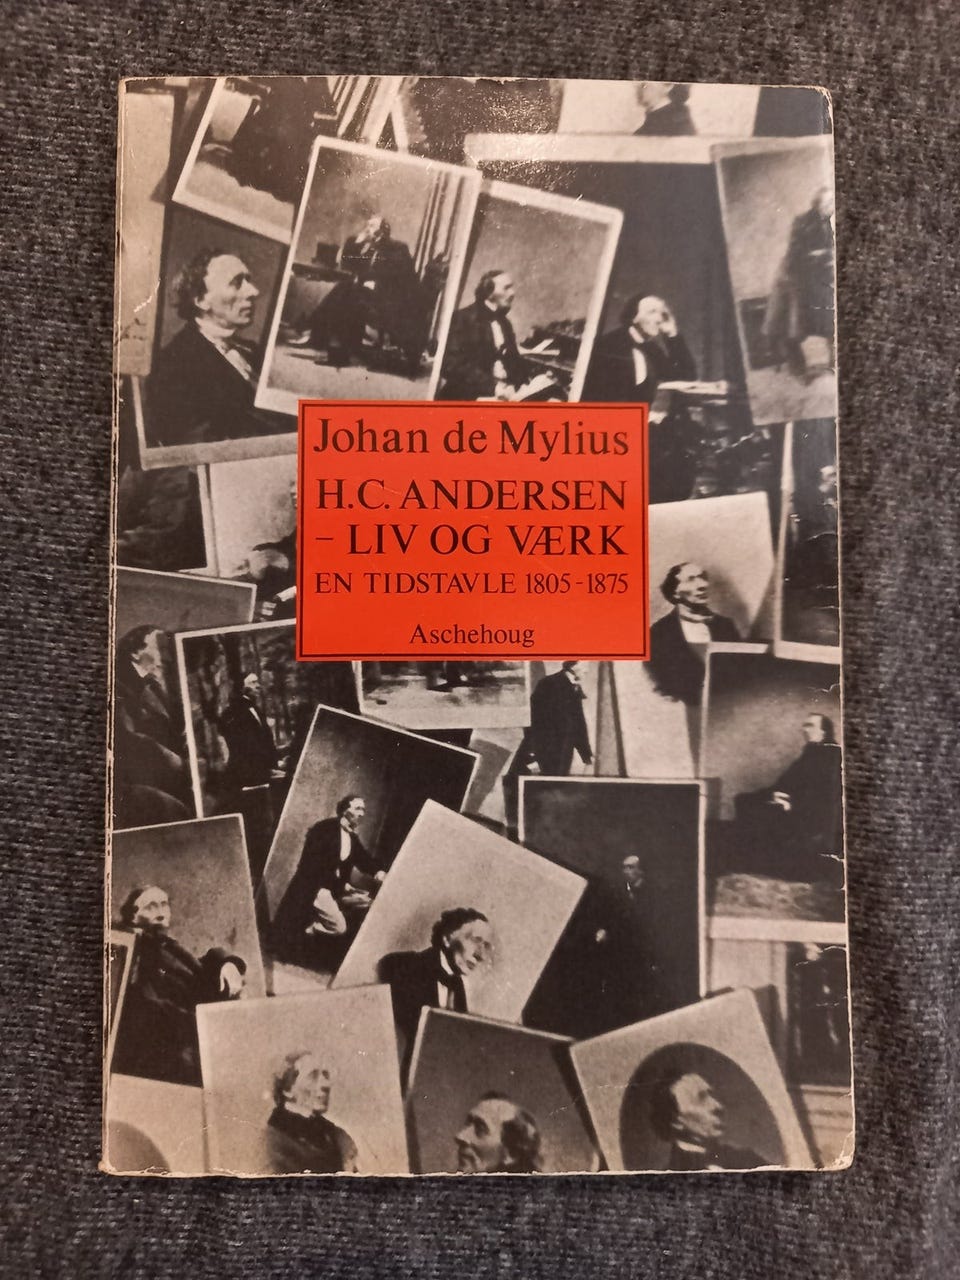 Johan de Mylius
H.C. ANDERSEN
– LIV OG VÆRK
EN TIDSTAVLE 1805-1875
Aschehoug